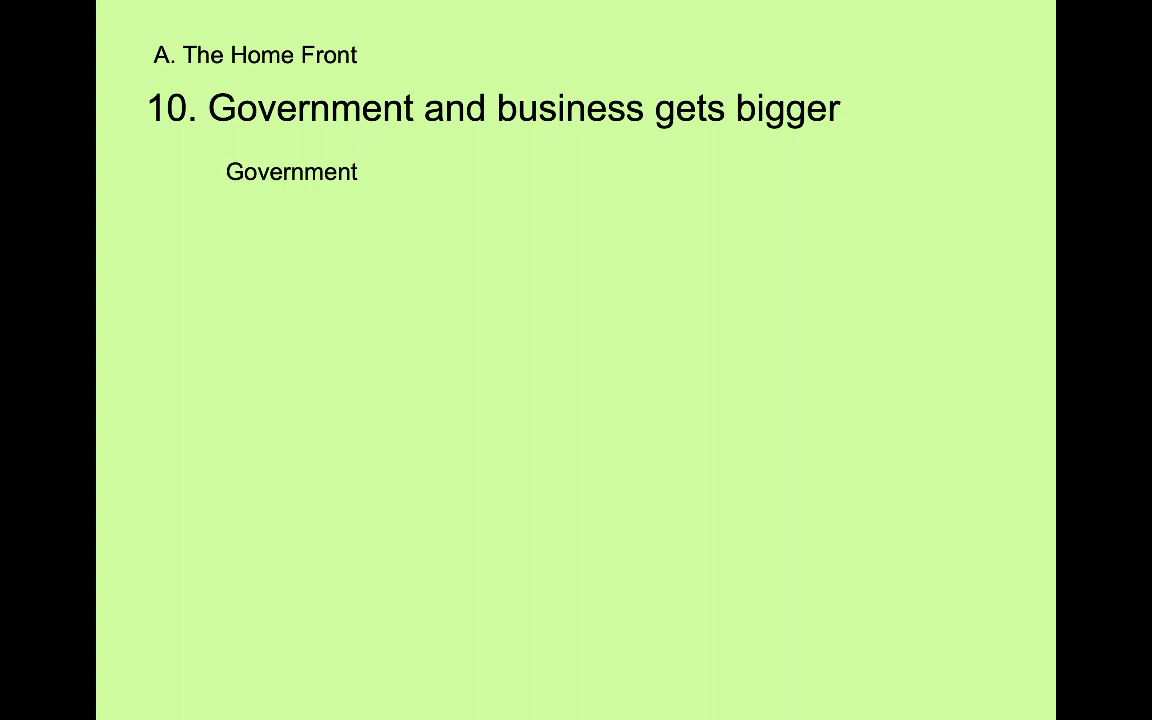 A. The Home Front
10. Government and business gets bigger
Government